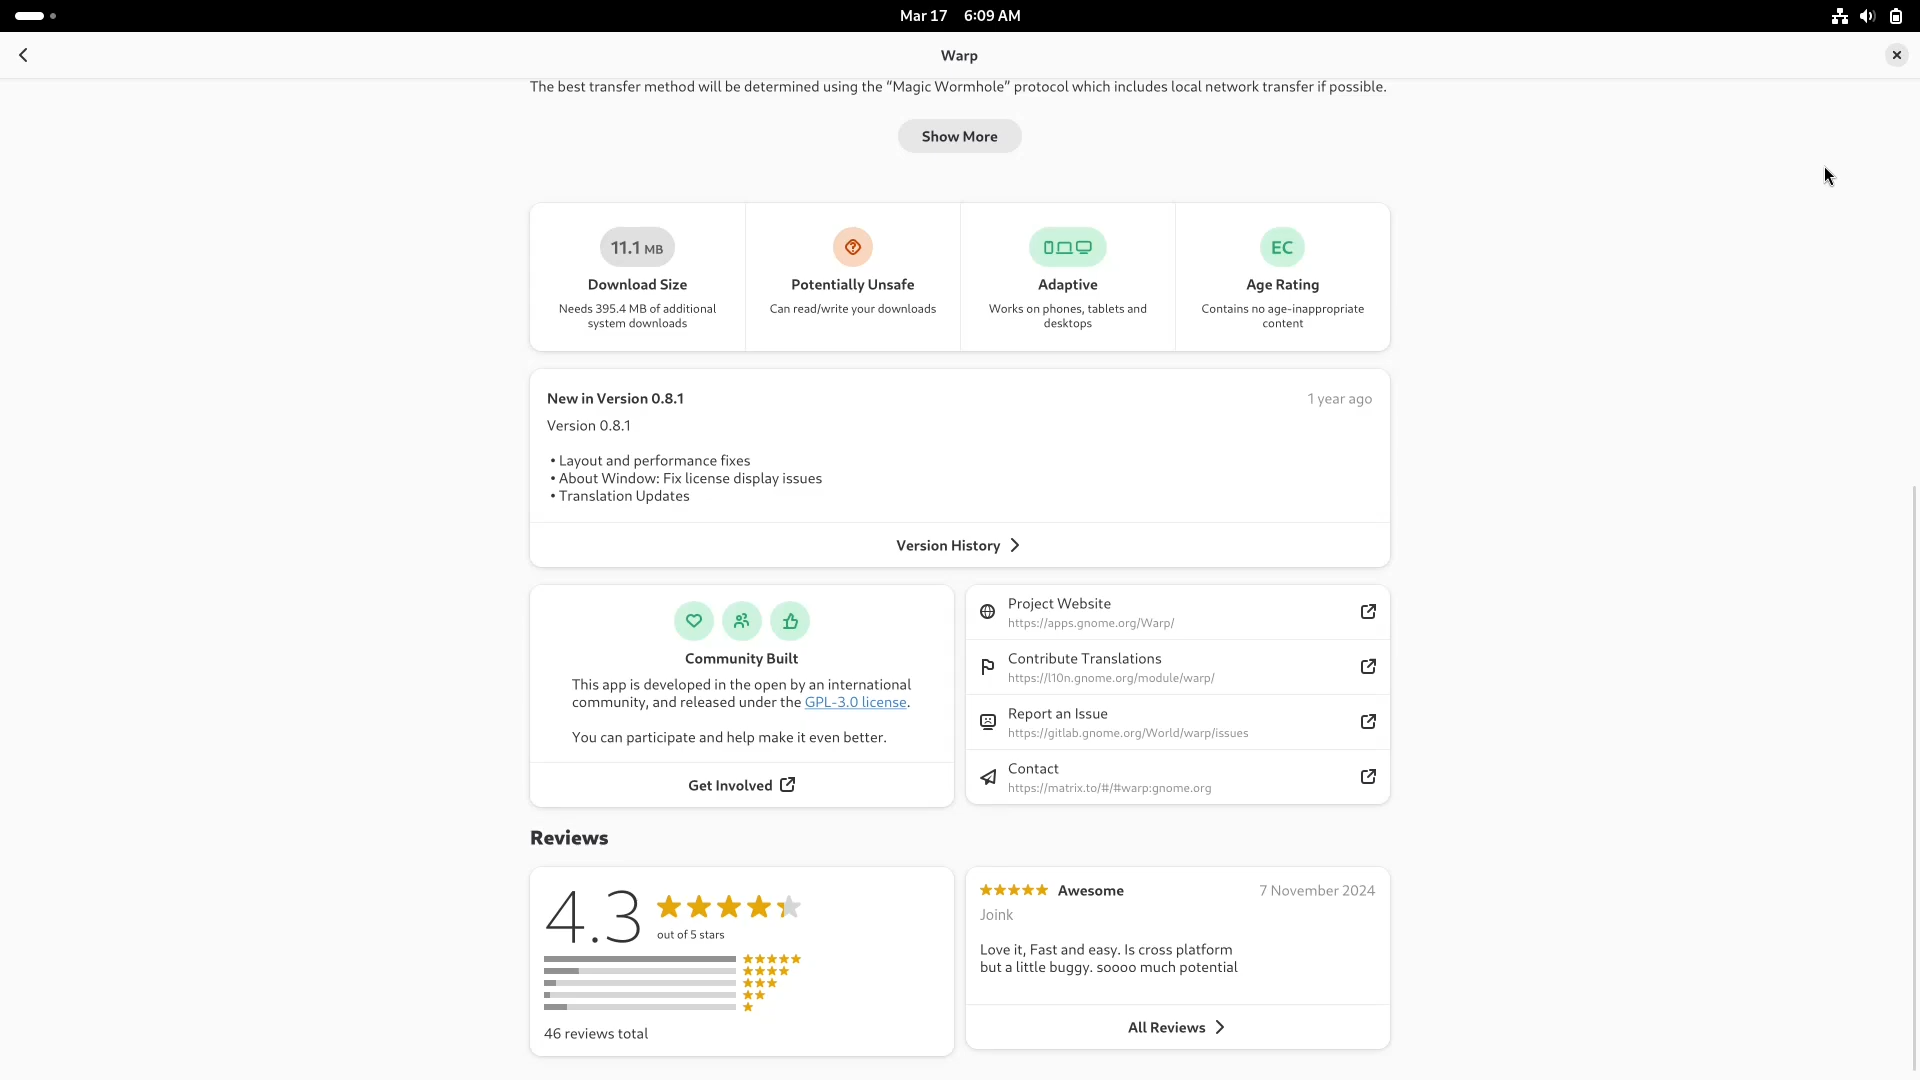 Mar 17 6:09 AM
Warp
The best transfer method will be determined using the “Magic Wormhole” protocol which includes local network transfer if possible.
Show More
11.1 MB
Download Size
Needs 395.4 MB of additional
system downloads
Potentially Unsafe
Can read/write your downloads
Adaptive
Works on phones, tablets and
desktops
EC
Age Rating
Contains no age-inappropriate
content
New in Version 0.8.1
1 year ago
Version 0.8.1
• Layout and performance fixes
• About Window: Fix license display issues
• Translation Updates
Version History
Community Built
This app is developed in the open by an international
community, and released under the GPL-3.0 license.
You can participate and help make it even better.
Get Involved
Project Website
https://apps.gnome.org/Warp/
Contribute Translations
https://l10n.gnome.org/module/warp/
Report an Issue
https://gitlab.gnome.org/World/warp/issues
Contact
https://matrix.to/#/#warp:gnome.org
Reviews
4.3
out of 5 stars
46 reviews total
Awesome
7 November 2024
Joink
Love it, Fast and easy. Is cross platform
but a little buggy. soooo much potential
All Reviews